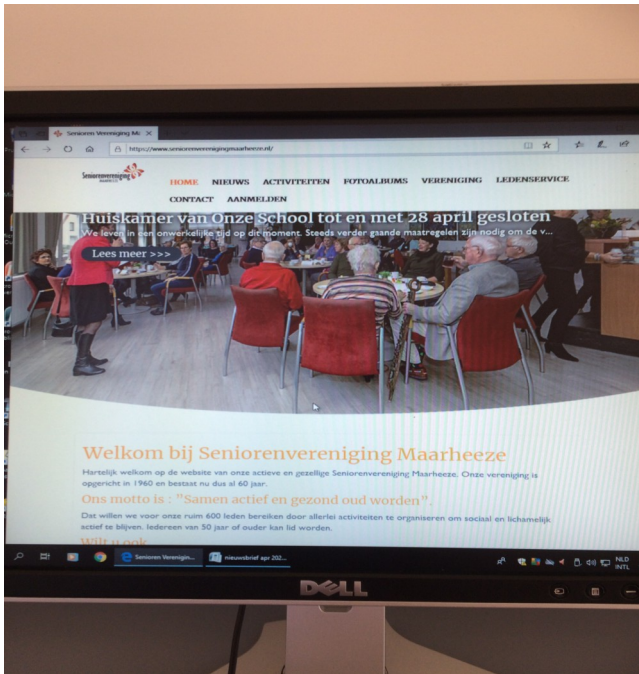 Senioren Vereniging Ma
https://www.seniorenverenigingmaarheeze.nl/
Seniorenvereniging
HOME NIEUWS ACTIVITEITEN FOTOALBUMS VERENIGING LEDENSERVICE
CONTACT AANMELDEN
Huiskamer van Onze School tot en met 28 april gesloten
We leven in een onwerkelijke tijd op dit moment. Steeds verder gaande maatregelen zijn nodig om de v...
Lees meer >>>
Welkom bij Seniorenvereniging Maarheeze
Hartelijk welkom op de website van onze actieve en gezellige Seniorenvereniging Maarheeze. Onze vereniging is
opgericht in 1960 en bestaat nu dus al 60 jaar.
Ons motto is : "Samen actief en gezond oud worden".
Dat willen we voor onze ruim 600 leden bereiken door allerlei activiteiten te organiseren om sociaal en lichamelijk
actief te blijven. Iedereen van 50 jaar of ouder kan lid worden.
Wilt u ook
Senioren Verenigin... nieuwsbrief apr 202... NLD
INTL
DELL